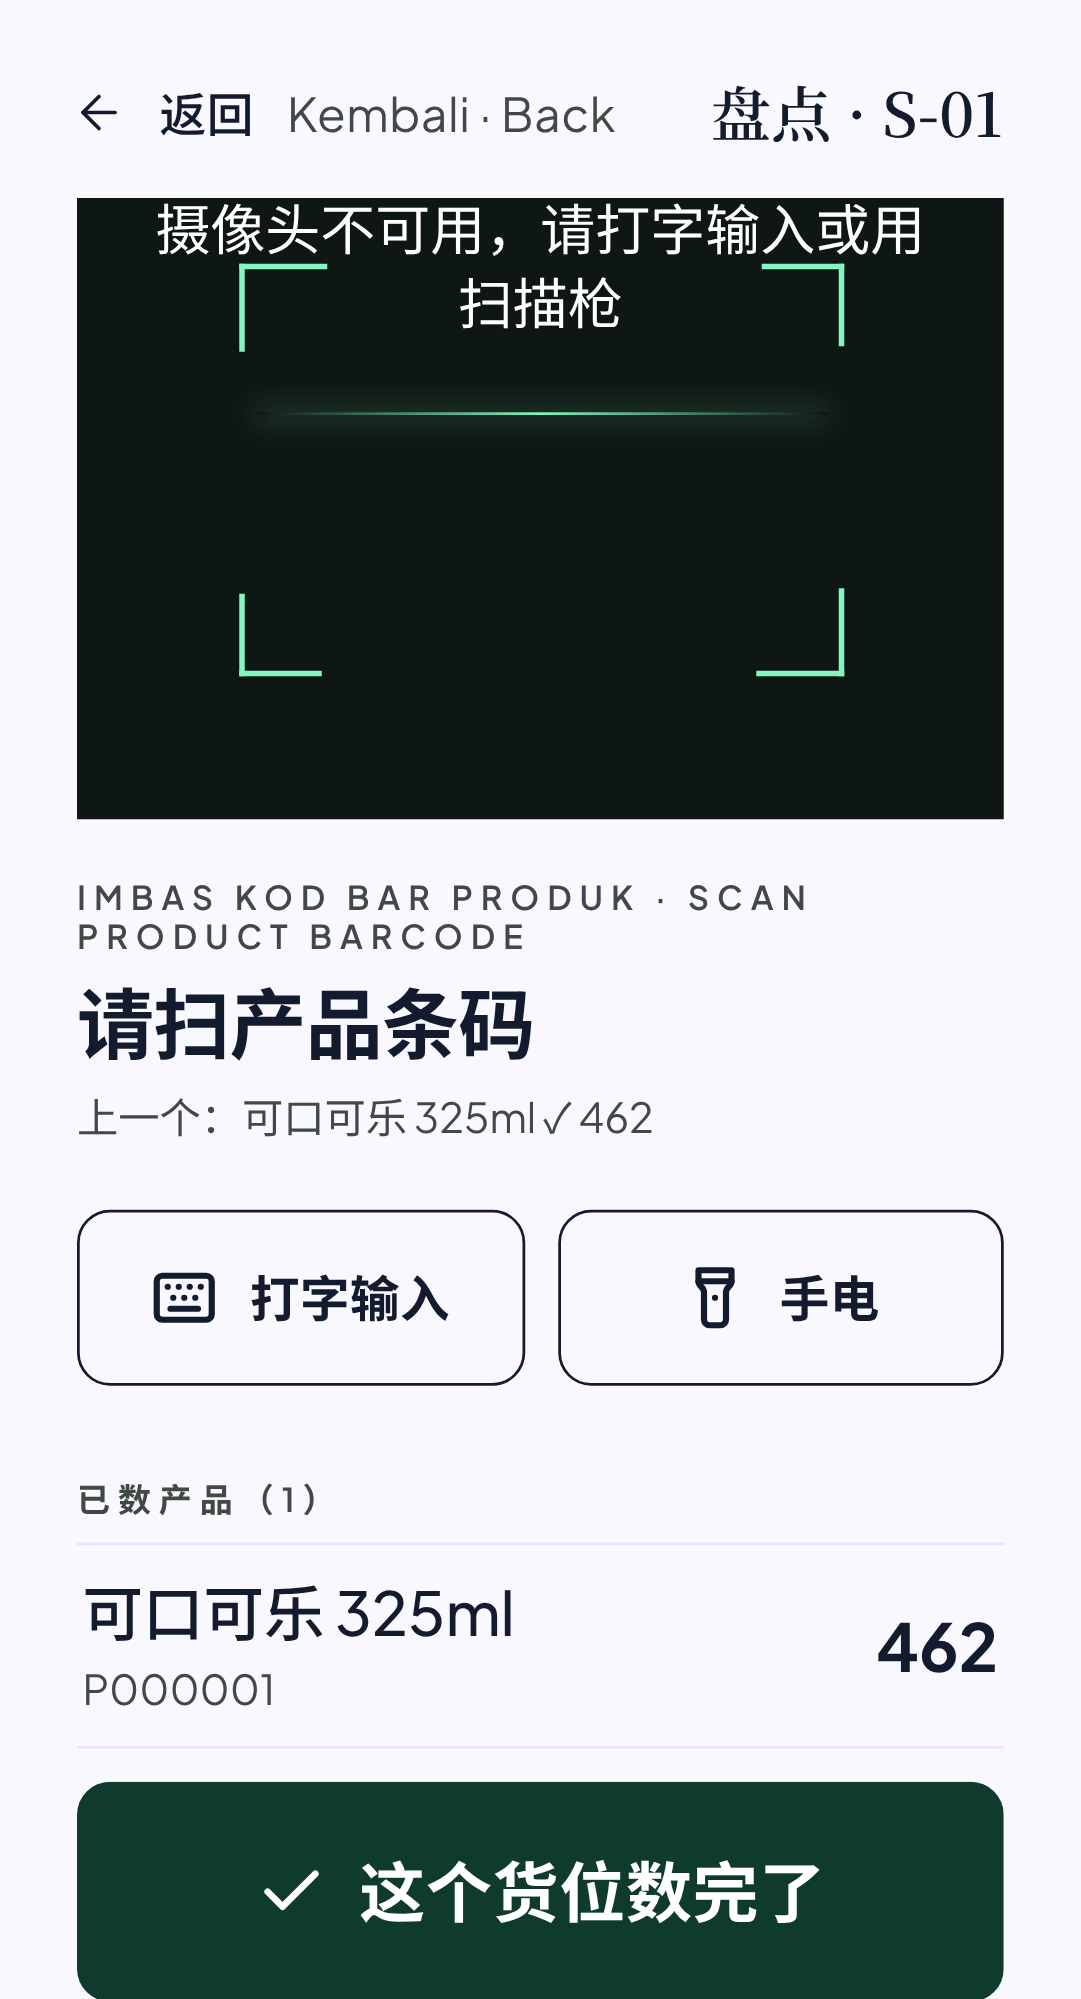 返回 Kembali · Back 盘点 · S-01
摄像头不可用，请打字输入或用
扫描枪
IMBAS KOD BAR PRODUK · SCAN
PRODUCT BARCODE
请扫产品条码
上一个：可口可乐 325ml ✓ 462
打字输入 手电
已数产品（1）
可口可乐 325ml
462
P000001
这个货位数完了